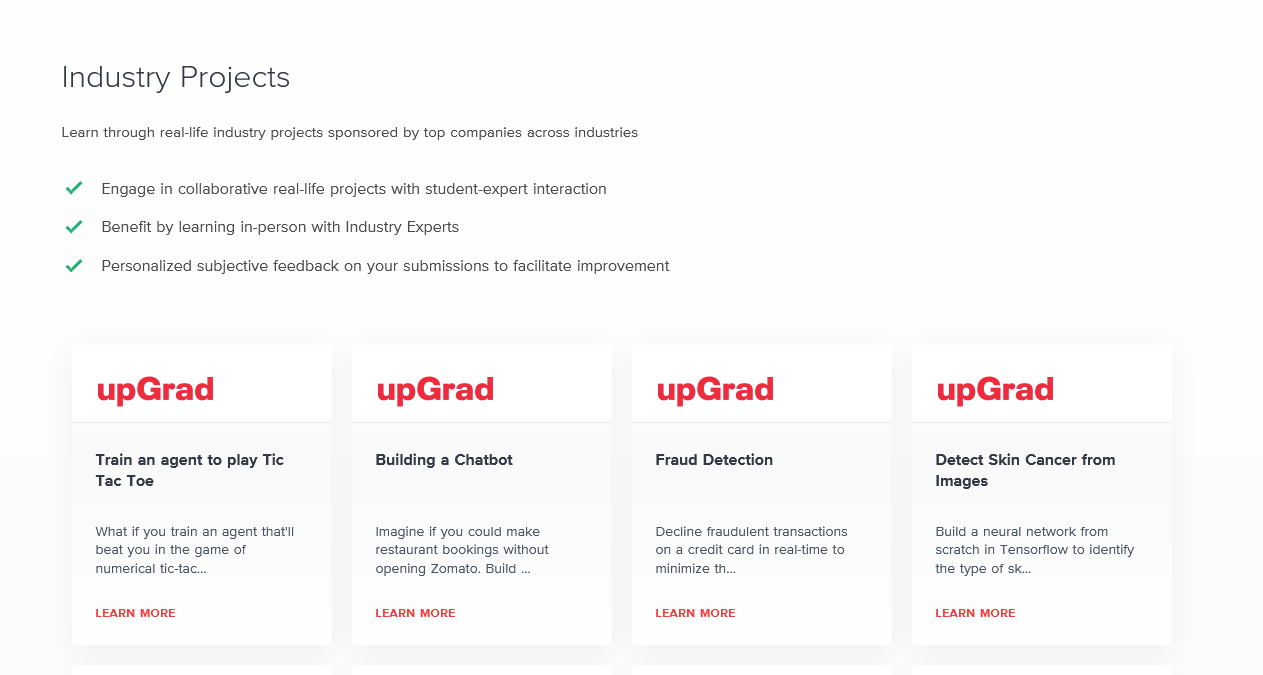 Industry Projects
Learn through real-life industry projects sponsored by top companies across industries
Engage in collaborative real-life projects with student-expert interaction
Benefit by learning in-person with Industry Experts
Personalized subjective feedback on your submissions to facilitate improvement
upGrad
Train an agent to play Tic
Tac Toe
What if you train an agent that'll
beat you in the game of
numerical tic-tac...
LEARN MORE
upGrad
Building a Chatbot
Imagine if you could make
restaurant bookings without
opening Zomato. Build ...
LEARN MORE
upGrad
Fraud Detection
Decline fraudulent transactions
on a credit card in real-time to
minimize th...
LEARN MORE
upGrad
Detect Skin Cancer from
Images
Build a neural network from
scratch in Tensorflow to identify
the type of sk...
LEARN MORE